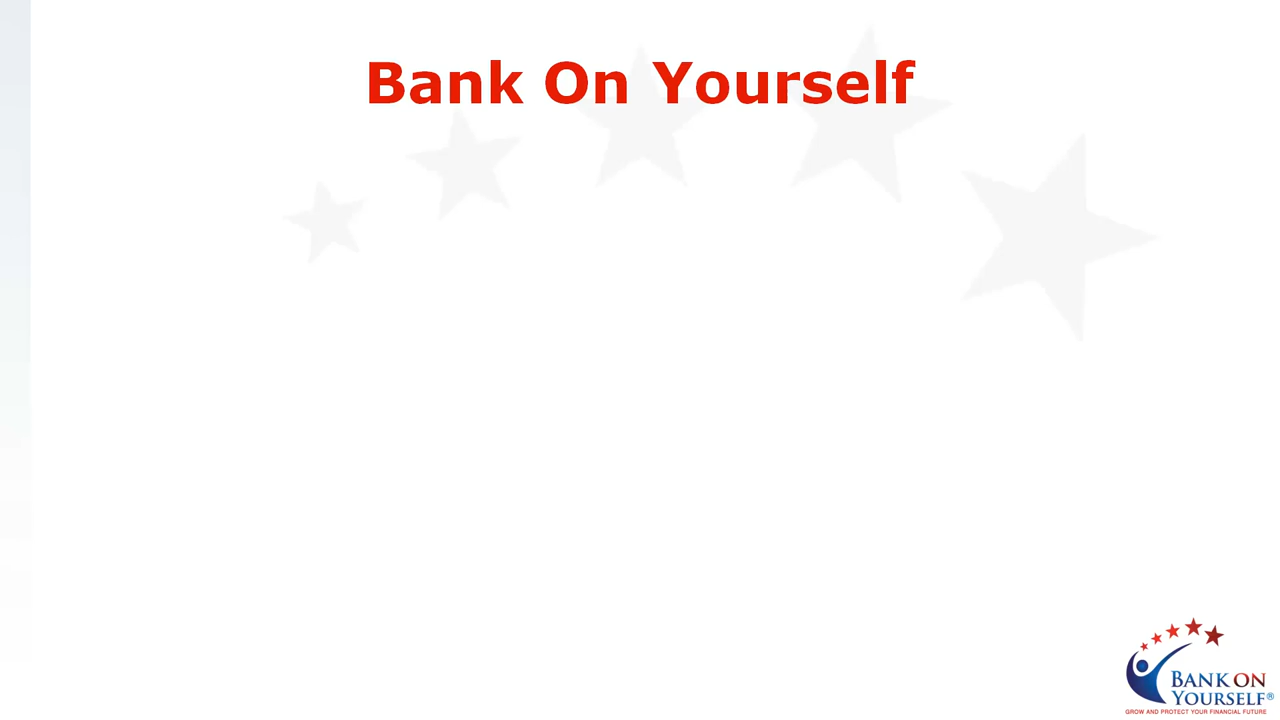 Bank On Yourself
BANK ON
YOURSELF®
GROW AND PROTECT YOUR FINANCIAL FUTURE